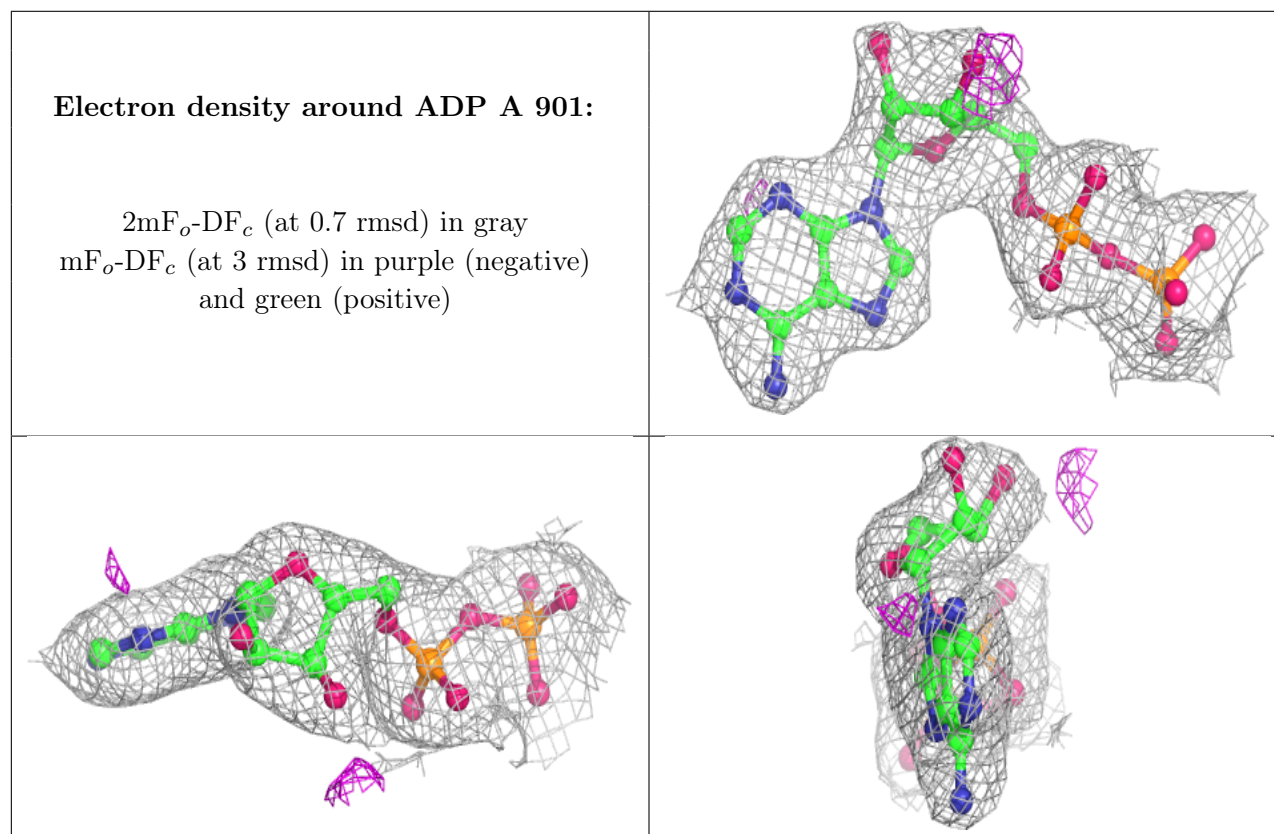 Electron density around ADP A 901:
2mFo-DFc (at 0.7 rmsd) in gray
mFo-DFc (at 3 rmsd) in purple (negative)
and green (positive)